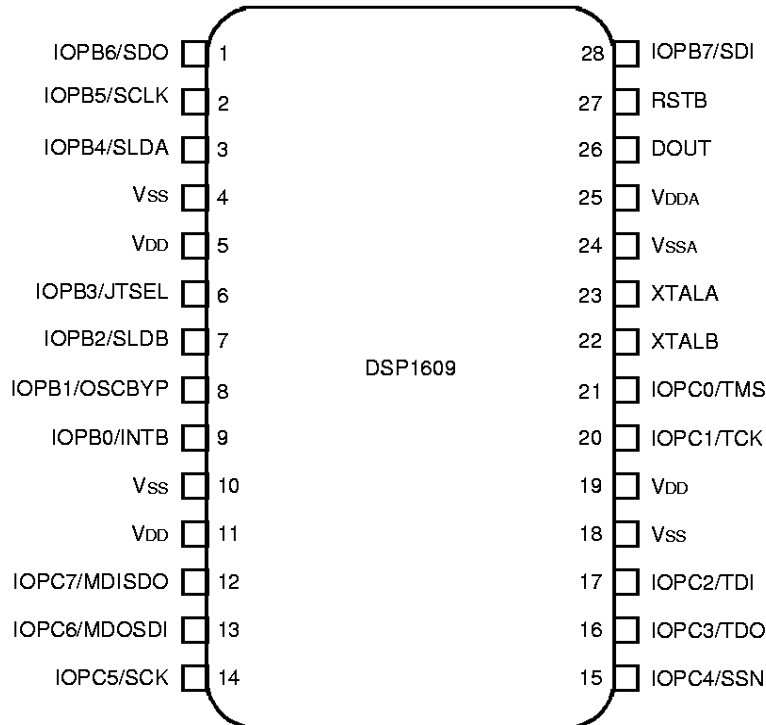 IOPB6/SDO 1 28 IOPB7/SDI
IOPB5/SCLK 2 27 RSTB
IOPB4/SLDA 3 26 DOUT
VSS 4 25 VDDA
VDD 5 24 VSSA
IOPB3/JTSEL 6 23 XTALA
IOPB2/SLDB 7 22 XTALB
DSP1609
IOPB1/OSCBYP 8 21 IOPC0/TMS
IOPB0/INTB 9 20 IOPC1/TCK
VSS 10 19 VDD
VDD 11 18 VSS
IOPC7/MDISDO 12 17 IOPC2/TDI
IOPC6/MDOSDI 13 16 IOPC3/TDO
IOPC5/SCK 14 15 IOPC4/SSN